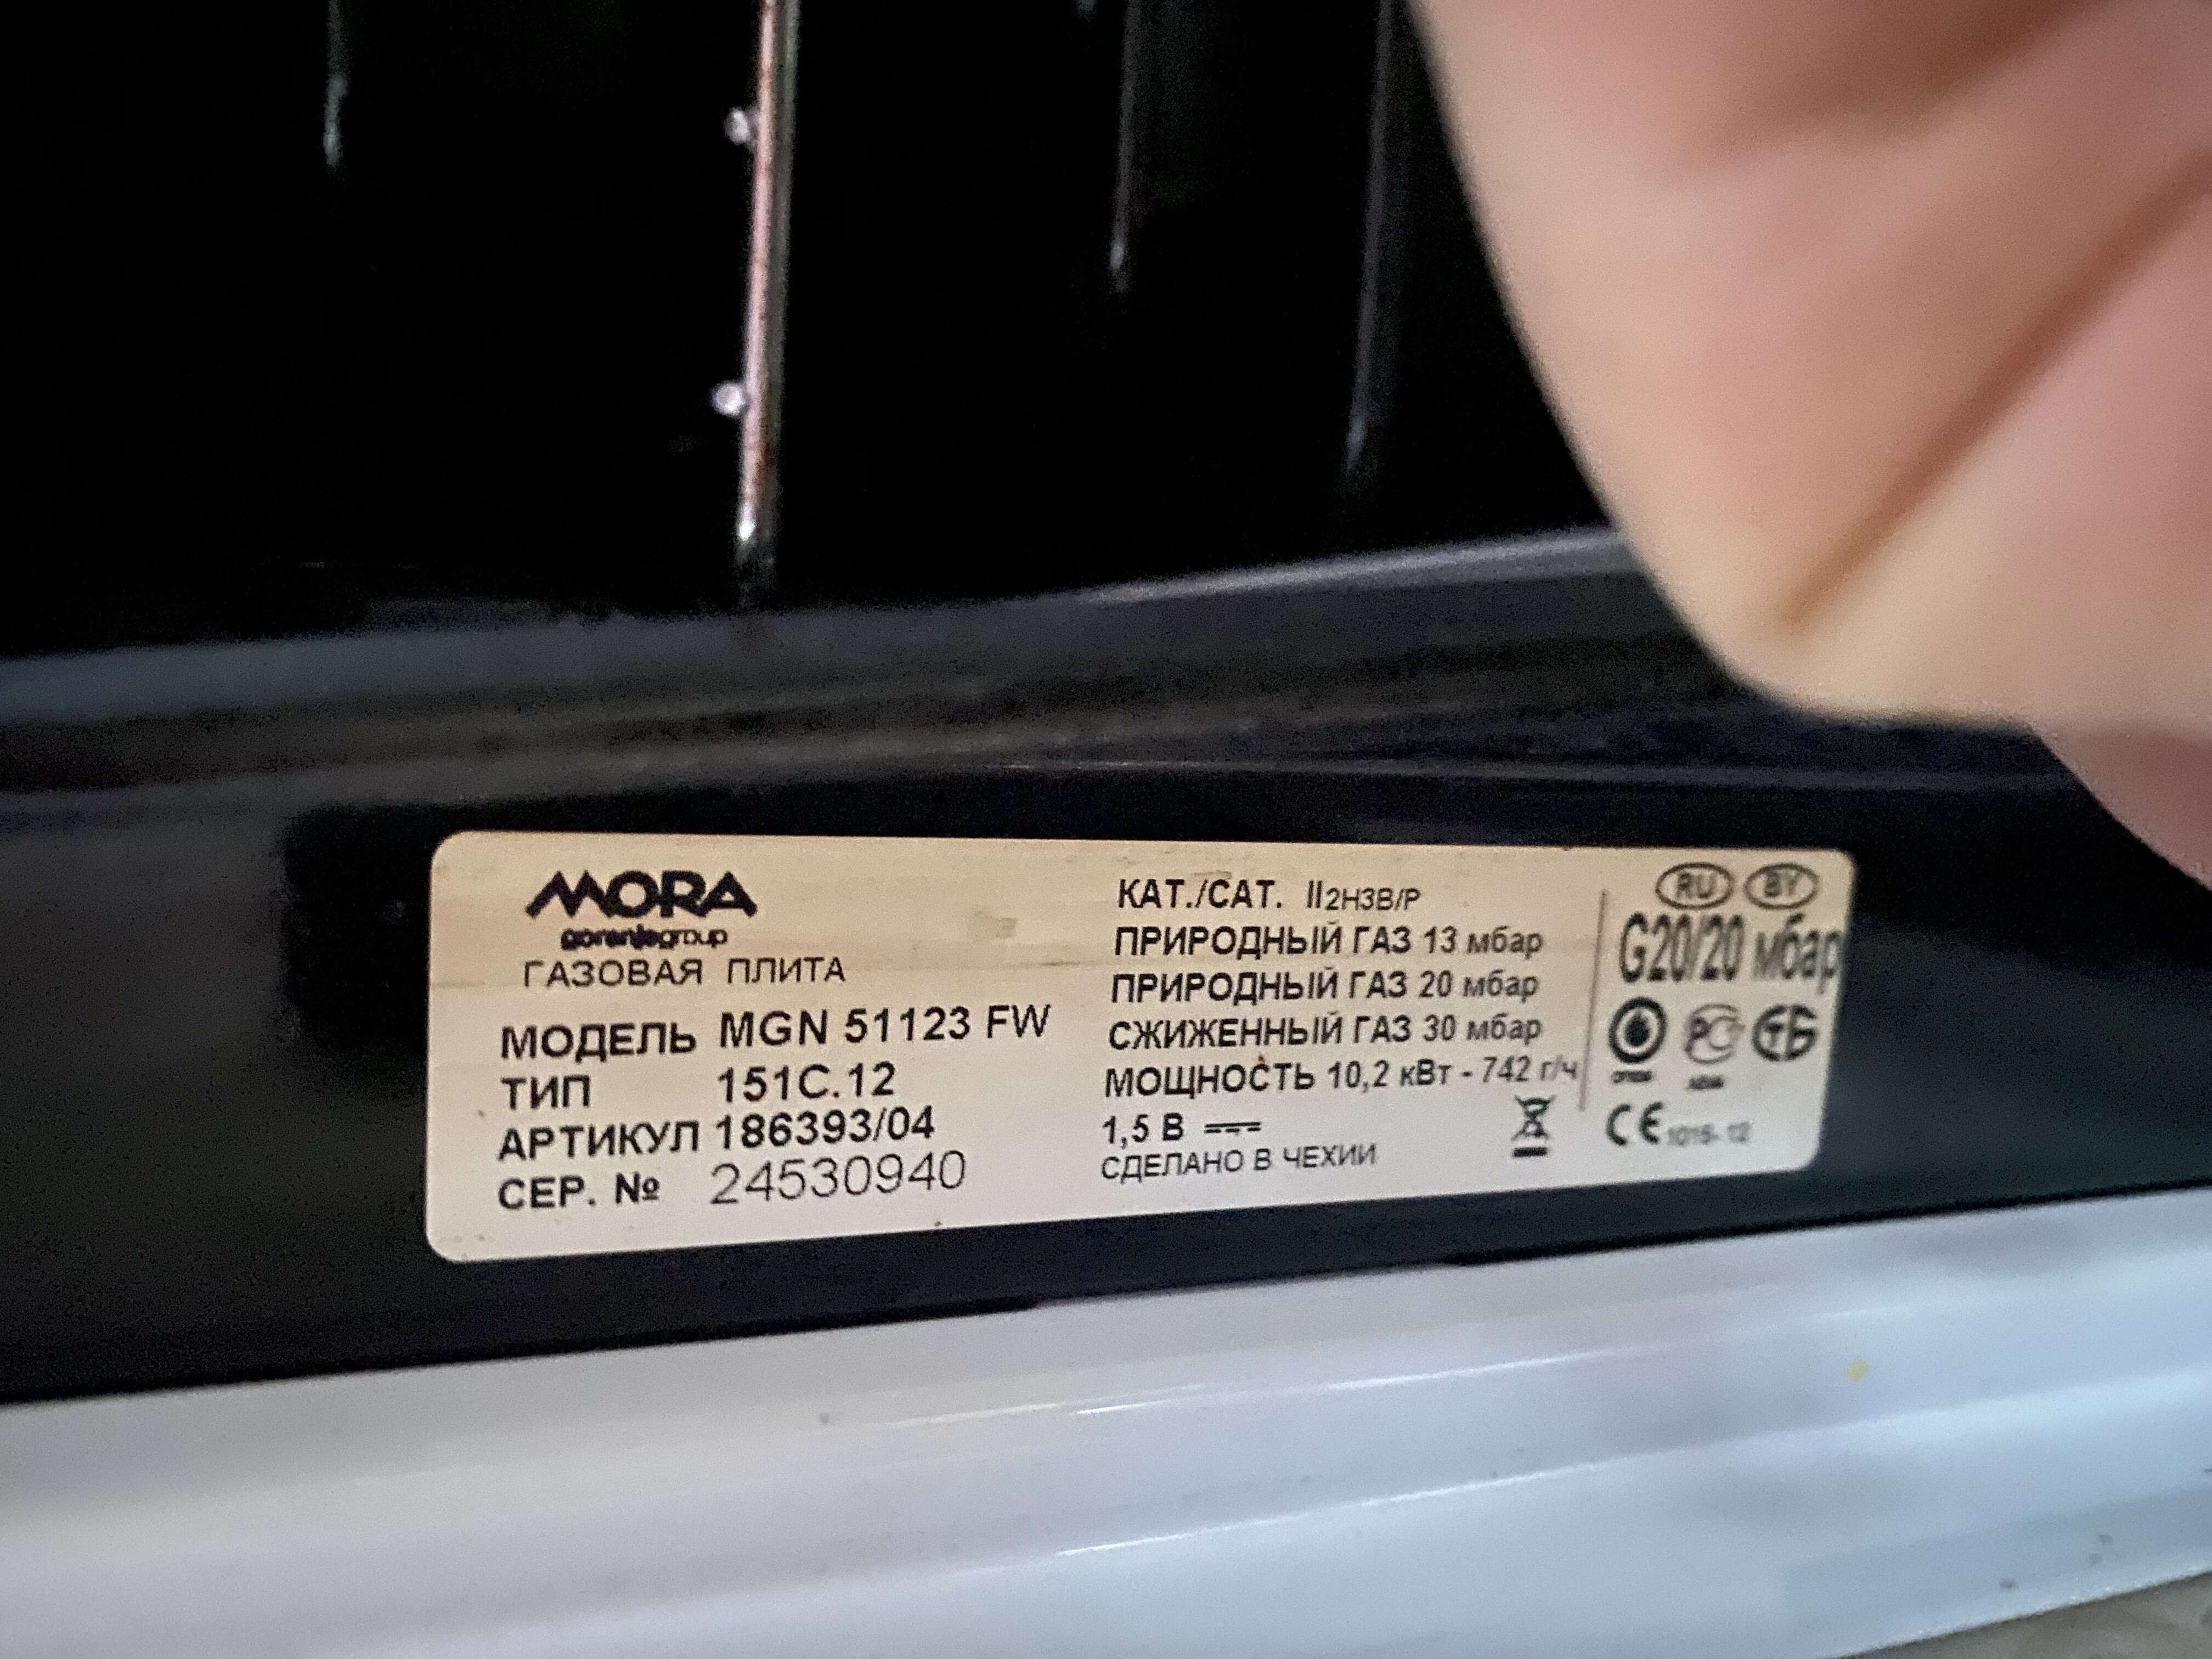 MORA
gorenjegroup
ГАЗОВАЯ ПЛИТА
МОДЕЛЬ MGN 51123 FW
ТИП 151C.12
АРТИКУЛ 186393/04
СЕР. № 24530940
КАТ./CAT. II2H3B/P
ПРИРОДНЫЙ ГАЗ 13 мбар
ПРИРОДНЫЙ ГАЗ 20 мбар
СЖИЖЕННЫЙ ГАЗ 30 мбар
МОЩНОСТЬ 10,2 кВт - 742 г/ч
1,5 В
СДЕЛАНО В ЧЕХИИ
RU BY
G20/20 мбар
CE 1015-12